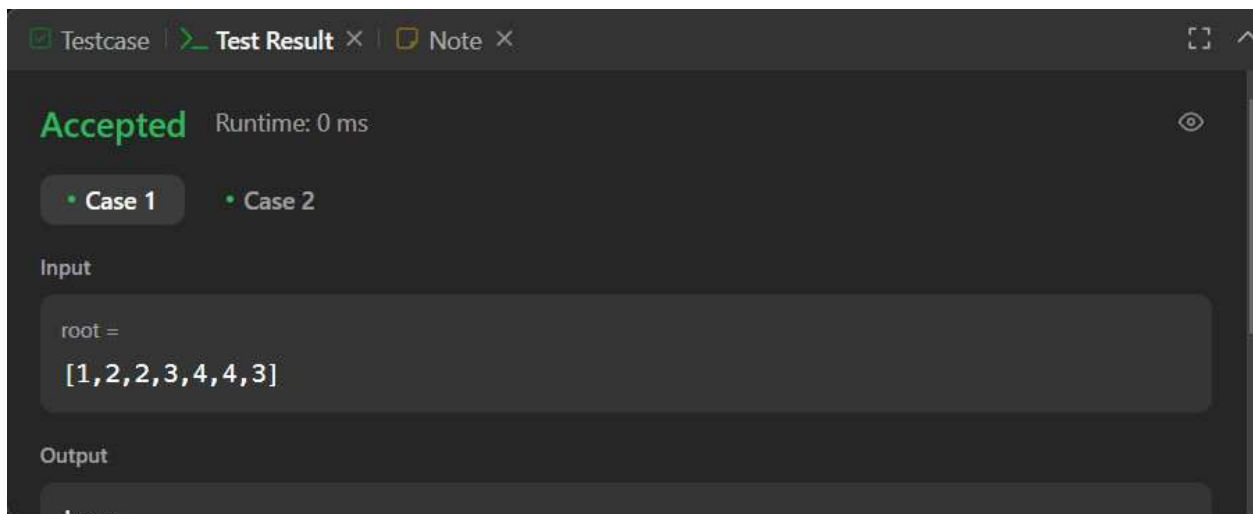 Testcase Test Result Note
Accepted Runtime: 0 ms
Case 1 Case 2
Input
root =
[1,2,2,3,4,4,3]
Output